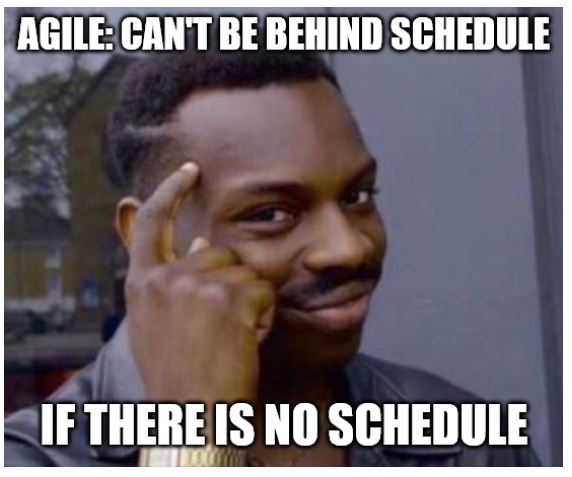 AGILE: CAN'T BE BEHIND SCHEDULE
IF THERE IS NO SCHEDULE